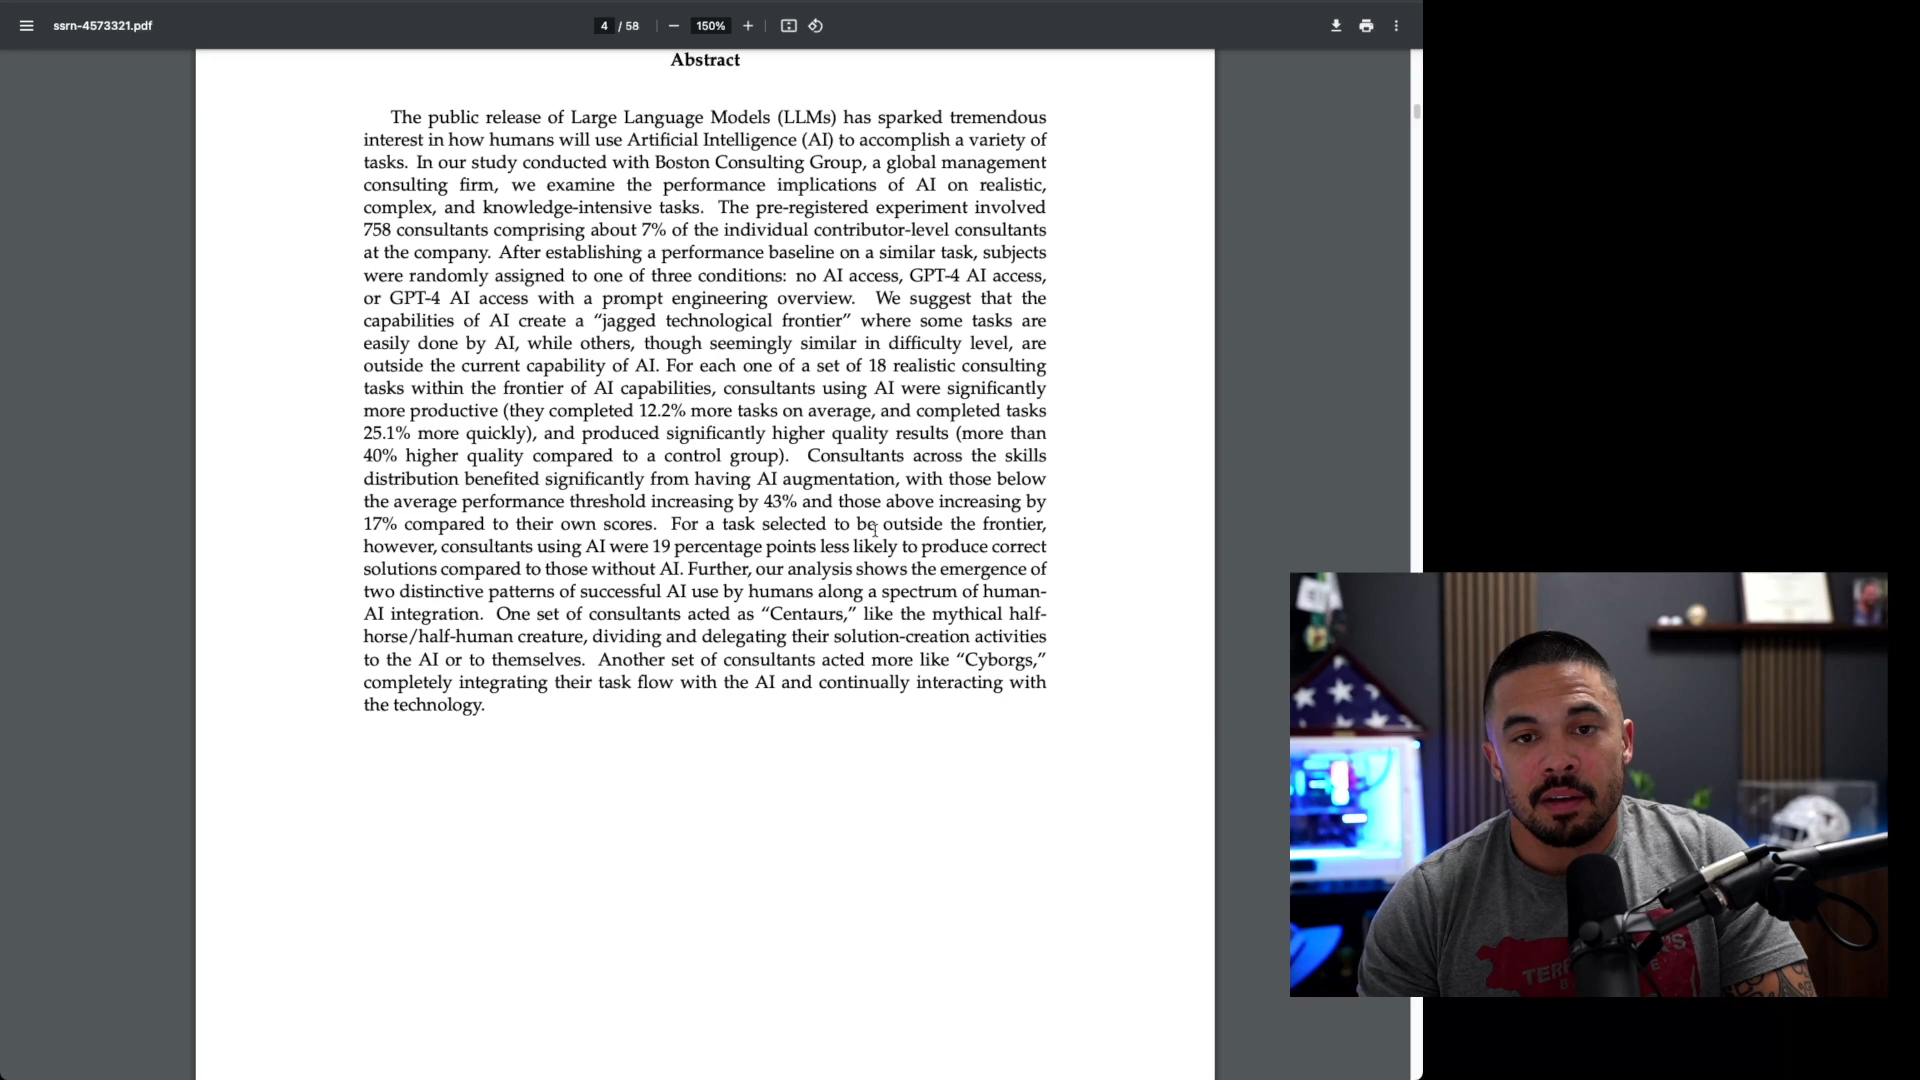 ssrn-4573321.pdf
4 / 58
150%
Abstract
The public release of Large Language Models (LLMs) has sparked tremendous
interest in how humans will use Artificial Intelligence (AI) to accomplish a variety of
tasks. In our study conducted with Boston Consulting Group, a global management
consulting firm, we examine the performance implications of AI on realistic,
complex, and knowledge-intensive tasks. The pre-registered experiment involved
758 consultants comprising about 7% of the individual contributor-level consultants
at the company. After establishing a performance baseline on a similar task, subjects
were randomly assigned to one of three conditions: no AI access, GPT-4 AI access,
or GPT-4 AI access with a prompt engineering overview. We suggest that the
capabilities of AI create a “jagged technological frontier” where some tasks are
easily done by AI, while others, though seemingly similar in difficulty level, are
outside the current capability of AI. For each one of a set of 18 realistic consulting
tasks within the frontier of AI capabilities, consultants using AI were significantly
more productive (they completed 12.2% more tasks on average, and completed tasks
25.1% more quickly), and produced significantly higher quality results (more than
40% higher quality compared to a control group). Consultants across the skills
distribution benefited significantly from having AI augmentation, with those below
the average performance threshold increasing by 43% and those above increasing by
17% compared to their own scores. For a task selected to be outside the frontier,
however, consultants using AI were 19 percentage points less likely to produce correct
solutions compared to those without AI. Further, our analysis shows the emergence of
two distinctive patterns of successful AI use by humans along a spectrum of human-
AI integration. One set of consultants acted as “Centaurs,” like the mythical half-
horse/half-human creature, dividing and delegating their solution-creation activities
to the AI or to themselves. Another set of consultants acted more like “Cyborgs,”
completely integrating their task flow with the AI and continually interacting with
the technology.